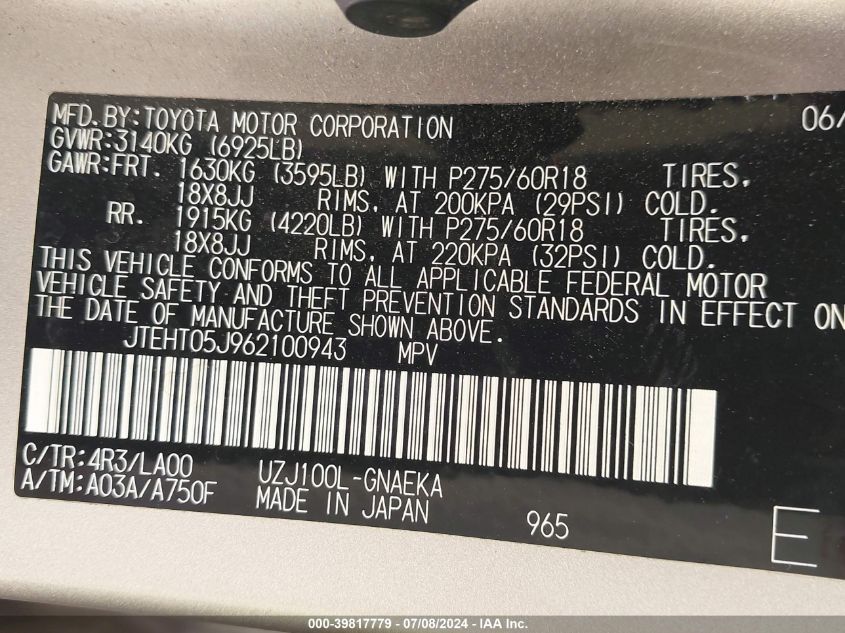 MFD.BY:TOYOTA MOTOR CORPORATION 06/
GVWR:3140KG (6925LB)
GAWR:FRT. 1630KG (3595LB) WITH P275/60R18 TIRES,
18X8JJ RIMS, AT 200KPA (29PSI) COLD.
RR. 1915KG (4220LB) WITH P275/60R18 TIRES,
18X8JJ RIMS, AT 220KPA (32PSI) COLD.
THIS VEHICLE CONFORMS TO ALL APPLICABLE FEDERAL MOTOR
VEHICLE SAFETY AND THEFT PREVENTION STANDARDS IN EFFECT ON
THE DATE OF MANUFACTURE SHOWN ABOVE.
JTEHT05J962100943 MPV
C/TR:4R3/LA00 UZJ100L-GNAEKA
A/TM:A03A/A750F MADE IN JAPAN 965 E
000-39817779 - 07/08/2024 - IAA Inc.